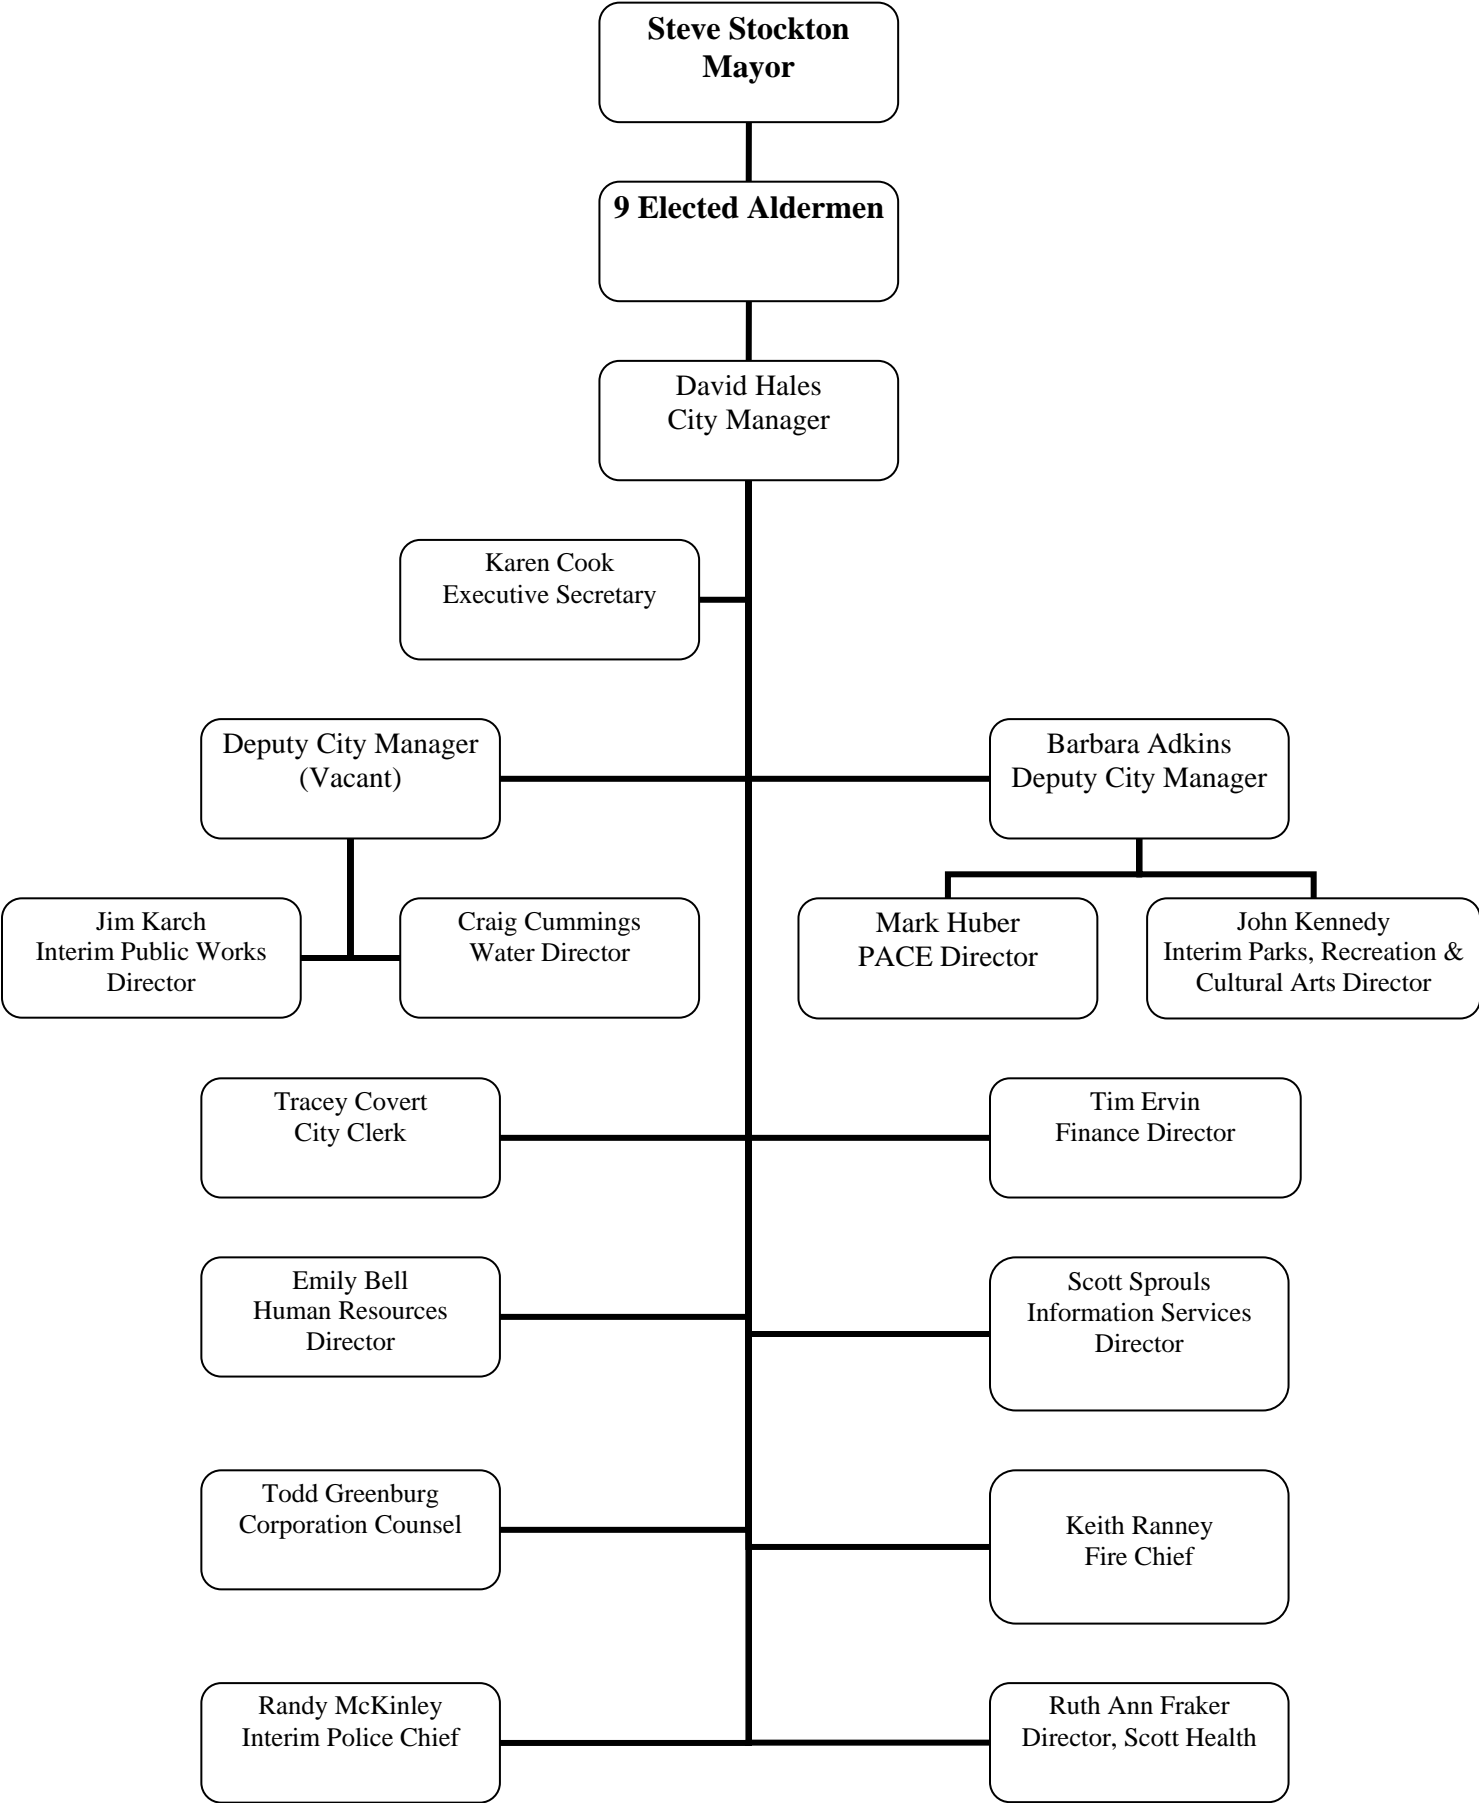 Steve Stockton
Mayor
9 Elected Aldermen
David Hales
City Manager
Karen Cook
Executive Secretary
Deputy City Manager
(Vacant)
Barbara Adkins
Deputy City Manager
Jim Karch
Interim Public Works
Director
Craig Cummings
Water Director
Mark Huber
PACE Director
John Kennedy
Interim Parks, Recreation &
Cultural Arts Director
Tracey Covert
City Clerk
Tim Ervin
Finance Director
Emily Bell
Human Resources
Director
Scott Sprouls
Information Services
Director
Todd Greenburg
Corporation Counsel
Keith Ranney
Fire Chief
Randy McKinley
Interim Police Chief
Ruth Ann Fraker
Director, Scott Health